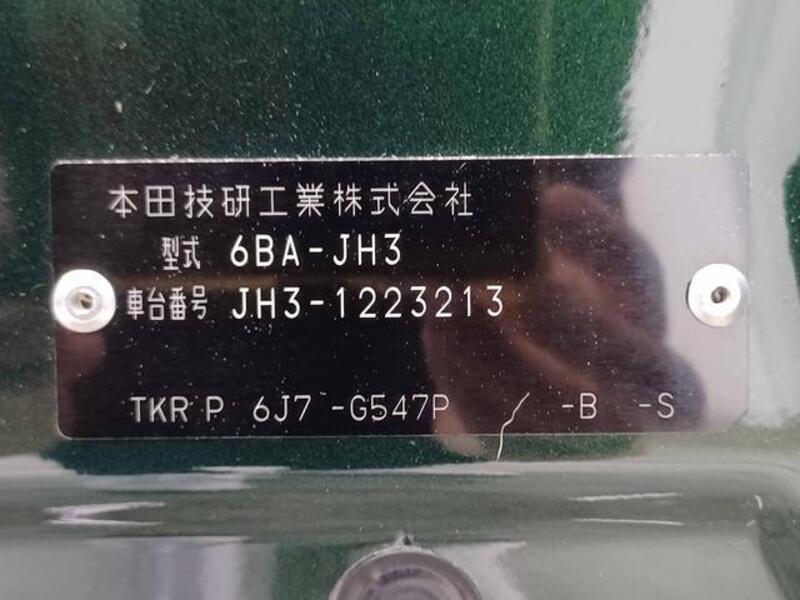 本田技研工業株式会社
型式 6BA-JH3
車台番号 JH3-1223213
TKR P 6J7 -G547P -B -S